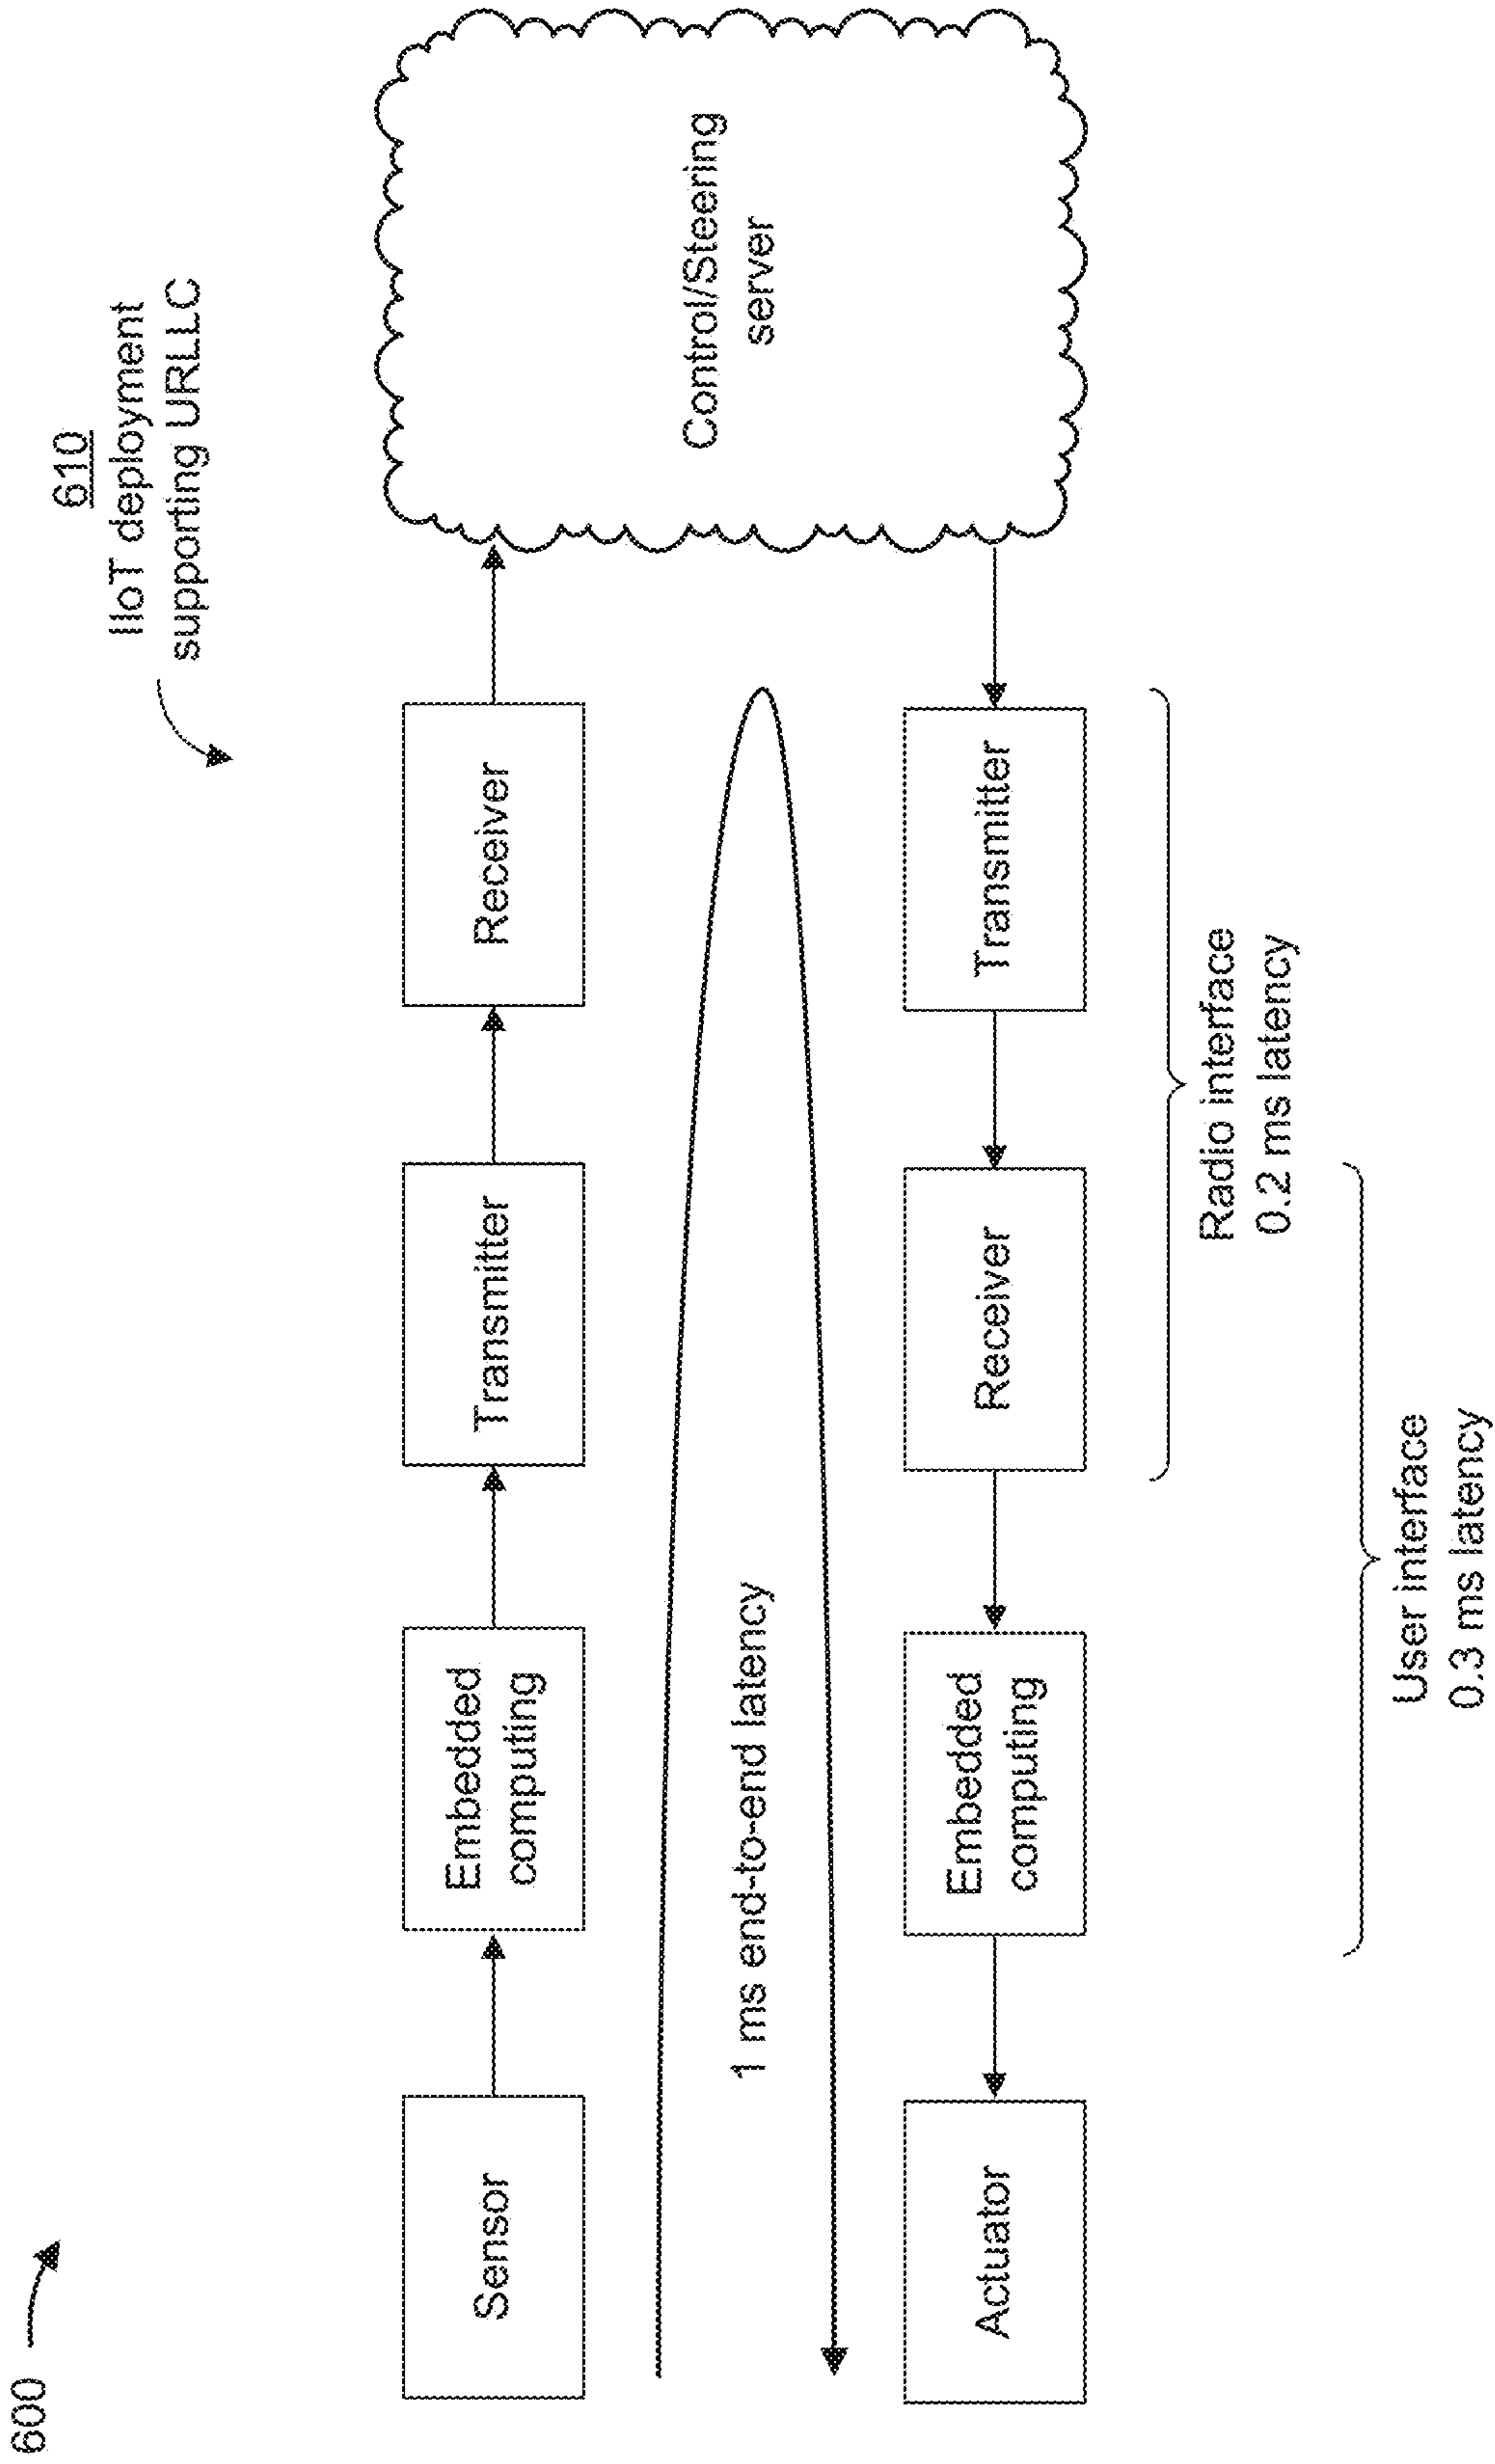 600
610
IIoT deployment
supporting URLLC
Sensor
Embedded
computing
Transmitter
Receiver
Control/Steering
server
1 ms end-to-end latency
Actuator
Embedded
computing
Receiver
Transmitter
Radio interface
0.2 ms latency
User interface
0.3 ms latency